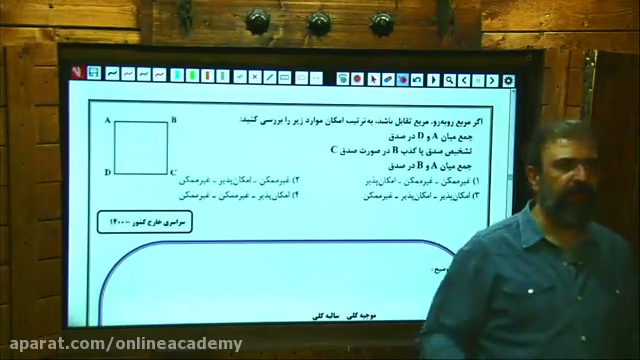 اگر مربع روبه‌رو، مربع تقابل باشد، به‌ترتیب امکان موارد زیر را بررسی کنید:
جمع میان A و D در صدق
تشخیص صدق یا کذب B در صورت صدق C
جمع میان A و B در صدق
A
B
D
C
۱) غیرممکن ـ غیرممکن ـ امکان‌پذیر
۲) غیرممکن ـ امکان‌پذیر ـ غیرممکن
۳) امکان‌پذیر ـ امکان‌پذیر ـ غیرممکن
۴) امکان‌پذیر ـ غیرممکن ـ غیرممکن
سراسری خارج کشور - ۱۴۰۰
موجبه کلی سالبه کلی
aparat.com/onlineacademy